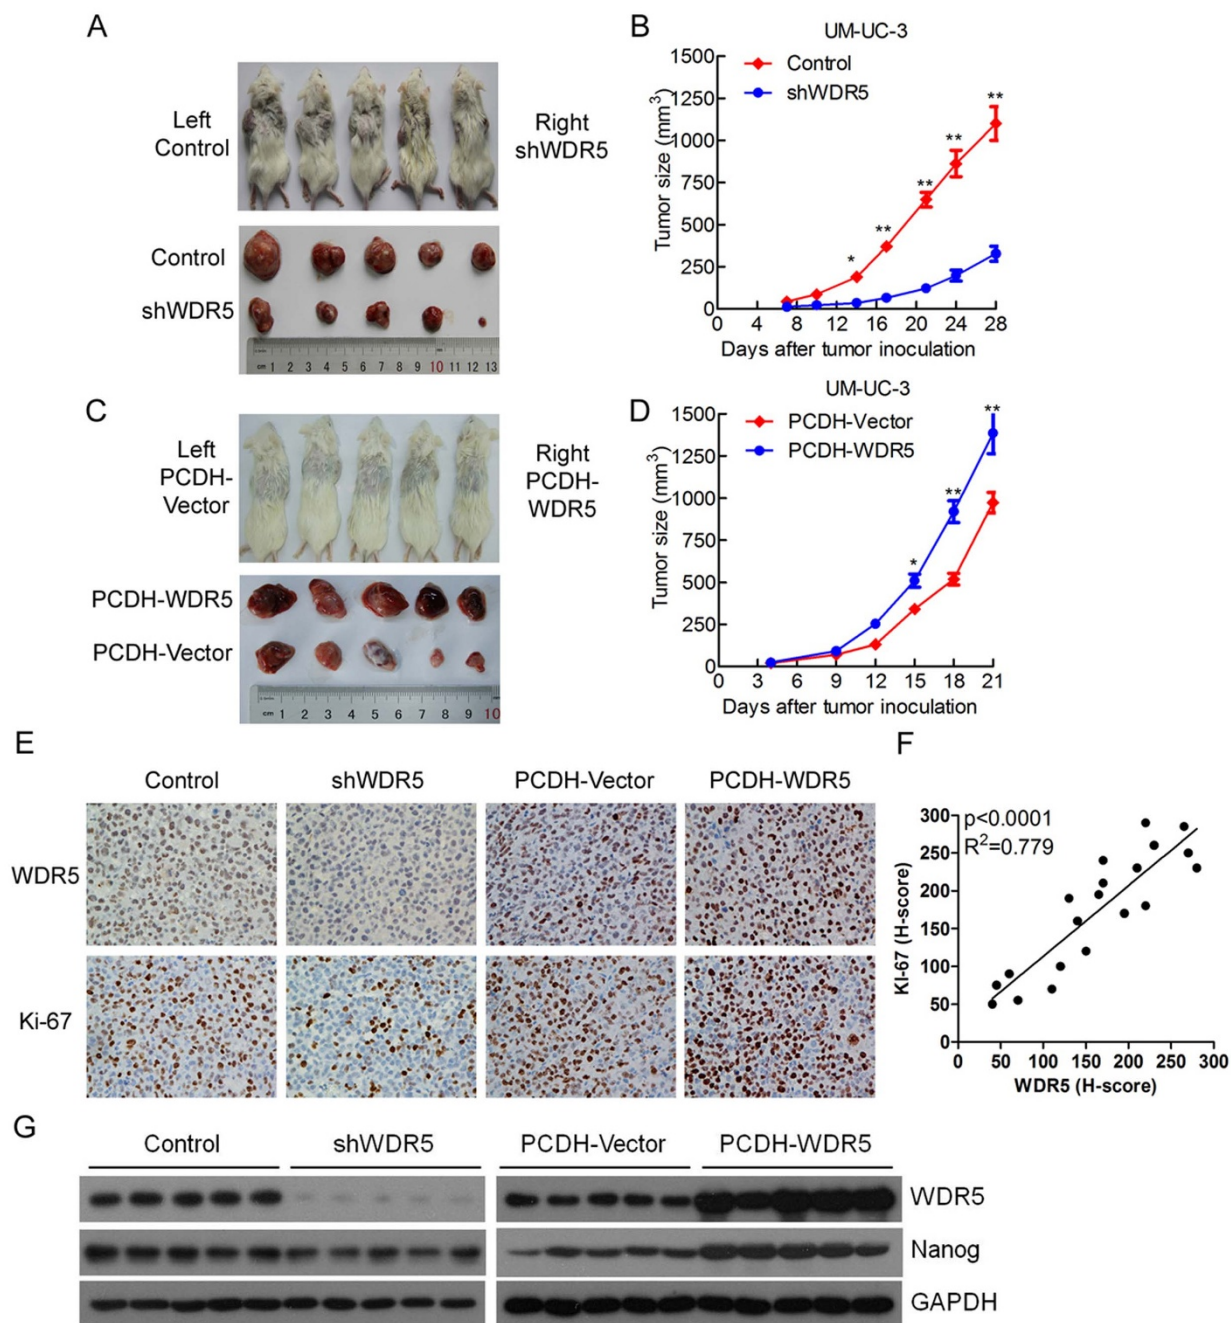 A
Left
Control
Right
shWDR5
Control
shWDR5
cm 1 2 3 4 5 6 7 8 9 10 11 12 13
B
UM-UC-3
Control
shWDR5
Tumor size (mm³)
1500
1250
1000
750
500
250
0
* ** ** ** **
0 4 8 12 16 20 24 28
Days after tumor inoculation
C
Left
PCDH-
Vector
Right
PCDH-
WDR5
PCDH-WDR5
PCDH-Vector
cm 1 2 3 4 5 6 7 8 9 10
D
UM-UC-3
PCDH-Vector
PCDH-WDR5
Tumor size (mm³)
1500
1250
1000
750
500
250
0
* ** **
0 3 6 9 12 15 18 21
Days after tumor inoculation
E
Control shWDR5 PCDH-Vector PCDH-WDR5
WDR5
Ki-67
F
p<0.0001
R²=0.779
KI-67 (H-score)
300
250
200
150
100
50
0
0 50 100 150 200 250 300
WDR5 (H-score)
G
Control shWDR5 PCDH-Vector PCDH-WDR5
WDR5
Nanog
GAPDH